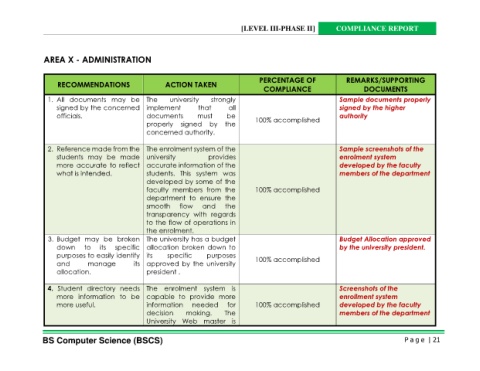 [LEVEL III-PHASE II] COMPLIANCE REPORT
AREA X - ADMINISTRATION
RECOMMENDATIONS
ACTION TAKEN
PERCENTAGE OF
COMPLIANCE
REMARKS/SUPPORTING
DOCUMENTS
1. All documents may be
signed by the concerned
officials.
The university strongly
implement that all
documents must be
properly signed by the
concerned authority.
100% accomplished
Sample documents properly
signed by the higher
authority
2. Reference made from the
students may be made
more accurate to reflect
what is intended.
The enrolment system of the
university provides
accurate information of the
students. This system was
developed by some of the
faculty members from the
department to ensure the
smooth flow and the
transparency with regards
to the flow of operations in
the enrolment.
100% accomplished
Sample screenshots of the
enrolment system
developed by the faculty
members of the department
3. Budget may be broken
down to its specific
purposes to easily identify
and manage its
allocation.
The university has a budget
allocation broken down to
its specific purposes
approved by the university
president .
100% accomplished
Budget Allocation approved
by the university president.
4. Student directory needs
more information to be
more useful.
The enrolment system is
capable to provide more
information needed for
decision making. The
University Web master is
100% accomplished
Screenshots of the
enrollment system
developed by the faculty
members of the department
BS Computer Science (BSCS)
Page | 21